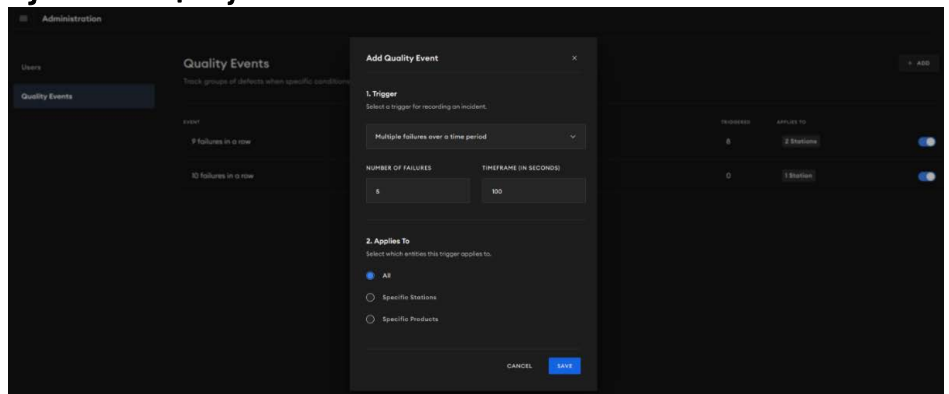 Administration
Users
Quality Events
Quality Events
Track groups of defects when specific conditions
+ ADD
EVENT
TRIGGERED
APPLIES TO
9 failures in a row
8
2 Stations
10 failures in a row
0
1 Station
Add Quality Event
×
1. Trigger
Select a trigger for recording an incident.
Multiple failures over a time period
NUMBER OF FAILURES
TIMEFRAME (IN SECONDS)
5
100
2. Applies To
Select which entities this trigger applies to.
All
Specific Stations
Specific Products
CANCEL
SAVE